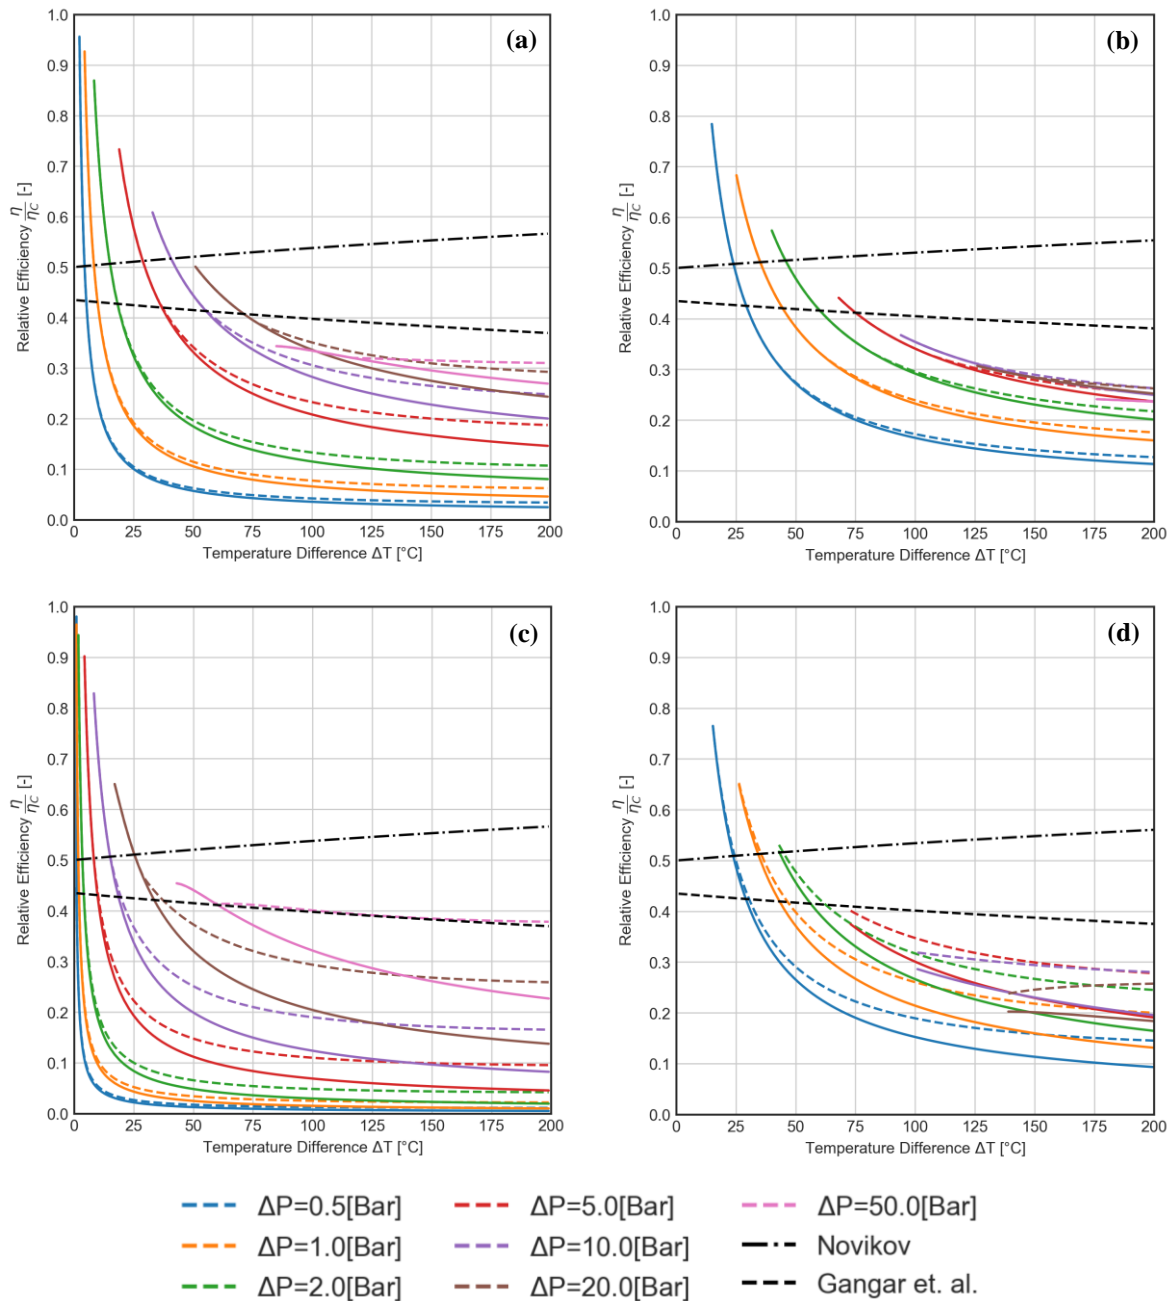 (a)
1.0
0.9
0.8
0.7
0.6
0.5
0.4
0.3
0.2
0.1
0.0
Relative Efficiency η/ηC [-]
0 25 50 75 100 125 150 175 200
Temperature Difference ΔT [°C]
(b)
1.0
0.9
0.8
0.7
0.6
0.5
0.4
0.3
0.2
0.1
0.0
Relative Efficiency η/ηC [-]
0 25 50 75 100 125 150 175 200
Temperature Difference ΔT [°C]
(c)
1.0
0.9
0.8
0.7
0.6
0.5
0.4
0.3
0.2
0.1
0.0
Relative Efficiency η/ηC [-]
0 25 50 75 100 125 150 175 200
Temperature Difference ΔT [°C]
(d)
1.0
0.9
0.8
0.7
0.6
0.5
0.4
0.3
0.2
0.1
0.0
Relative Efficiency η/ηC [-]
0 25 50 75 100 125 150 175 200
Temperature Difference ΔT [°C]
ΔP=0.5[Bar]
ΔP=1.0[Bar]
ΔP=2.0[Bar]
ΔP=5.0[Bar]
ΔP=10.0[Bar]
ΔP=20.0[Bar]
ΔP=50.0[Bar]
Novikov
Gangar et. al.